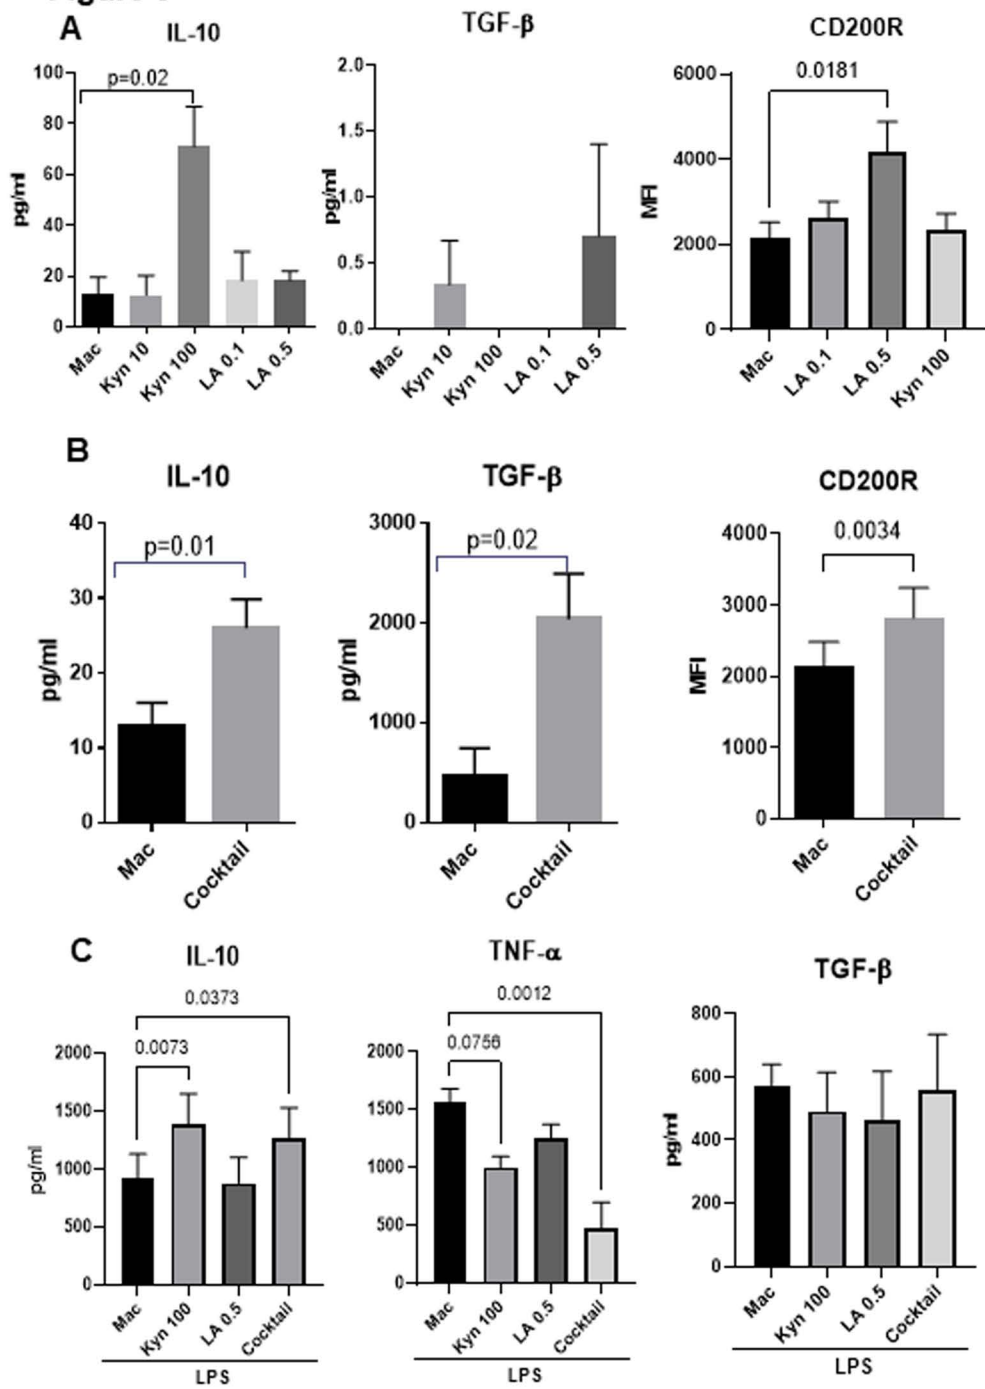 A
IL-10
p=0.02
100
80
60
40
20
0
pg/ml
Mac
Kyn 10
Kyn 100
LA 0.1
LA 0.5
TGF-β
2.0
1.5
1.0
0.5
0.0
pg/ml
Mac
Kyn 10
Kyn 100
LA 0.1
LA 0.5
CD200R
0.0181
6000
4000
2000
0
MFI
Mac
LA 0.1
LA 0.5
Kyn 100
B
IL-10
p=0.01
40
30
20
10
0
pg/ml
Mac
Cocktail
TGF-β
p=0.02
3000
2000
1000
0
pg/ml
Mac
Cocktail
CD200R
0.0034
4000
3000
2000
1000
0
MFI
Mac
Cocktail
C
IL-10
0.0373
0.0073
2000
1500
1000
500
0
pg/ml
Mac
Kyn 100
LA 0.5
Cocktail
LPS
TNF-α
0.0012
0.0756
2000
1500
1000
500
0
Mac
Kyn 100
LA 0.5
Cocktail
LPS
TGF-β
800
600
400
200
0
pg/ml
Mac
Kyn 100
LA 0.5
Cocktail
LPS